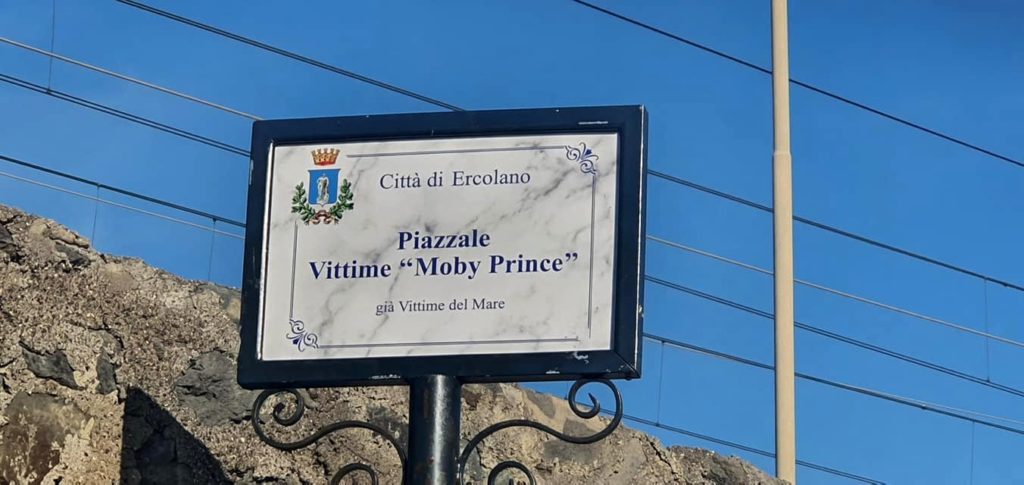 Città di Ercolano
Piazzale
Vittime “Moby Prince”
già Vittime del Mare